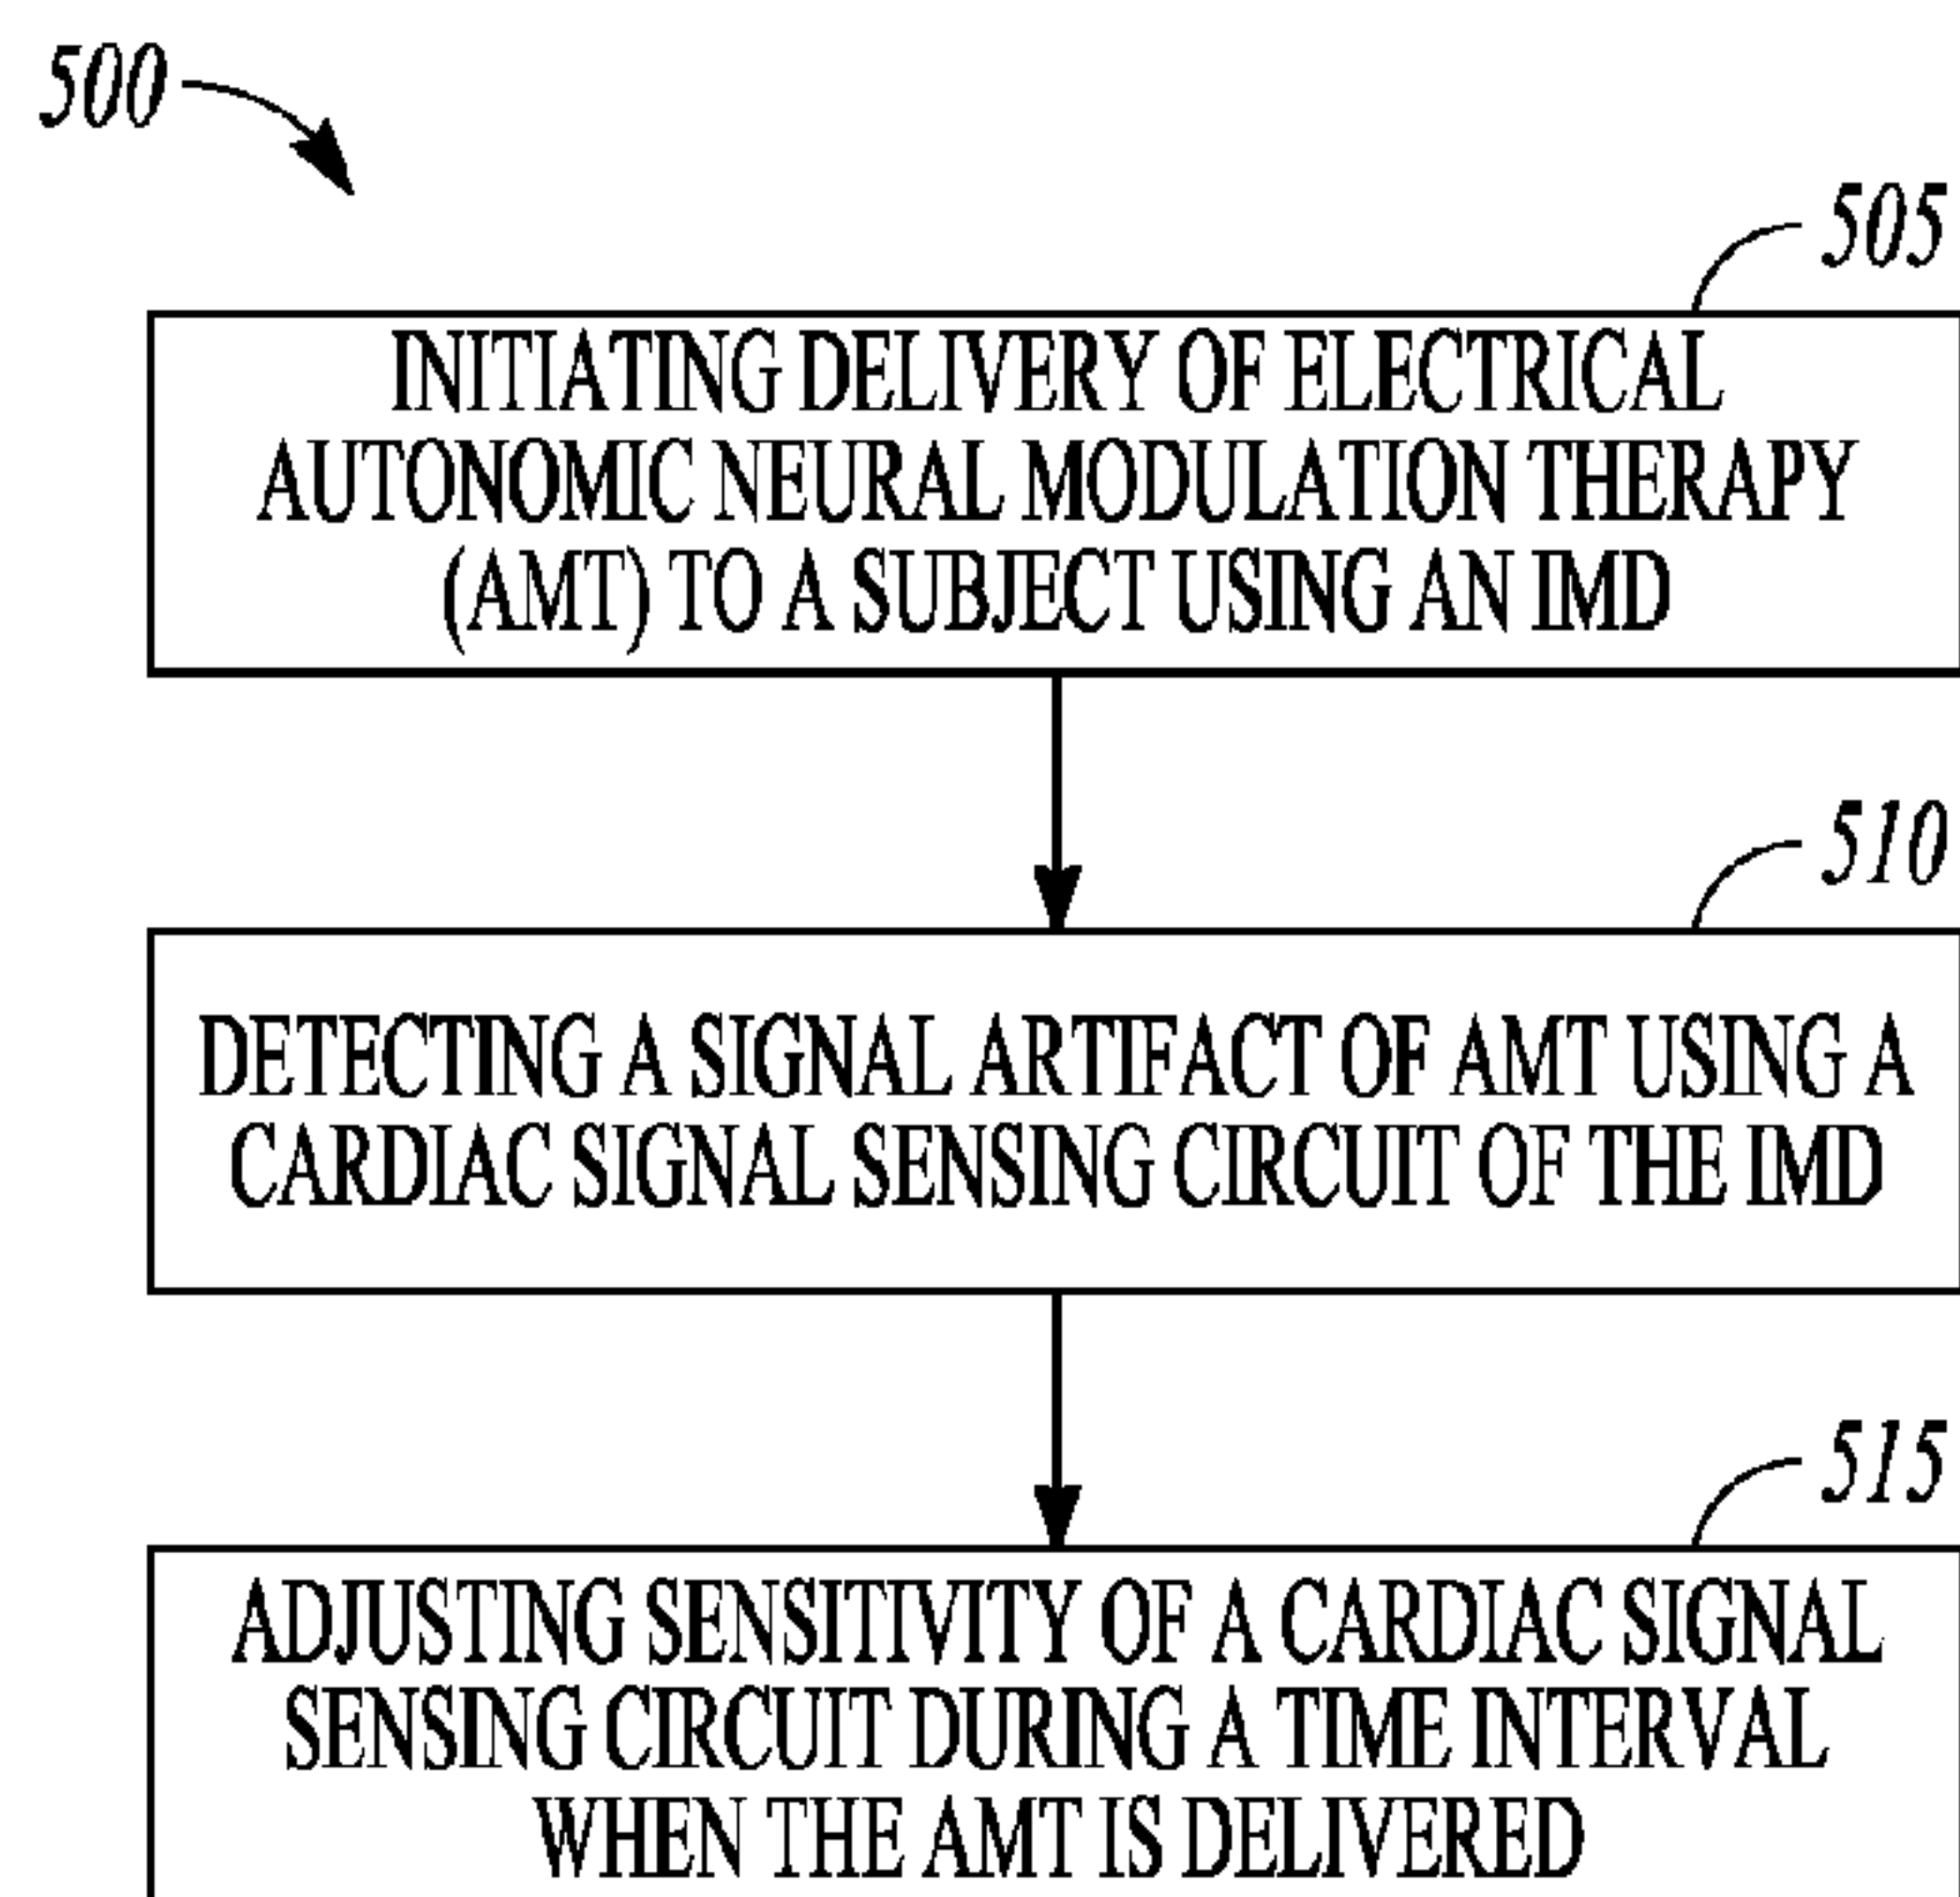 500
505
INITIATING DELIVERY OF ELECTRICAL
AUTONOMIC NEURAL MODULATION THERAPY
(AMT) TO A SUBJECT USING AN IMD
510
DETECTING A SIGNAL ARTIFACT OF AMT USING A
CARDIAC SIGNAL SENSING CIRCUIT OF THE IMD
515
ADJUSTING SENSITIVITY OF A CARDIAC SIGNAL
SENSING CIRCUIT DURING A TIME INTERVAL
WHEN THE AMT IS DELIVERED